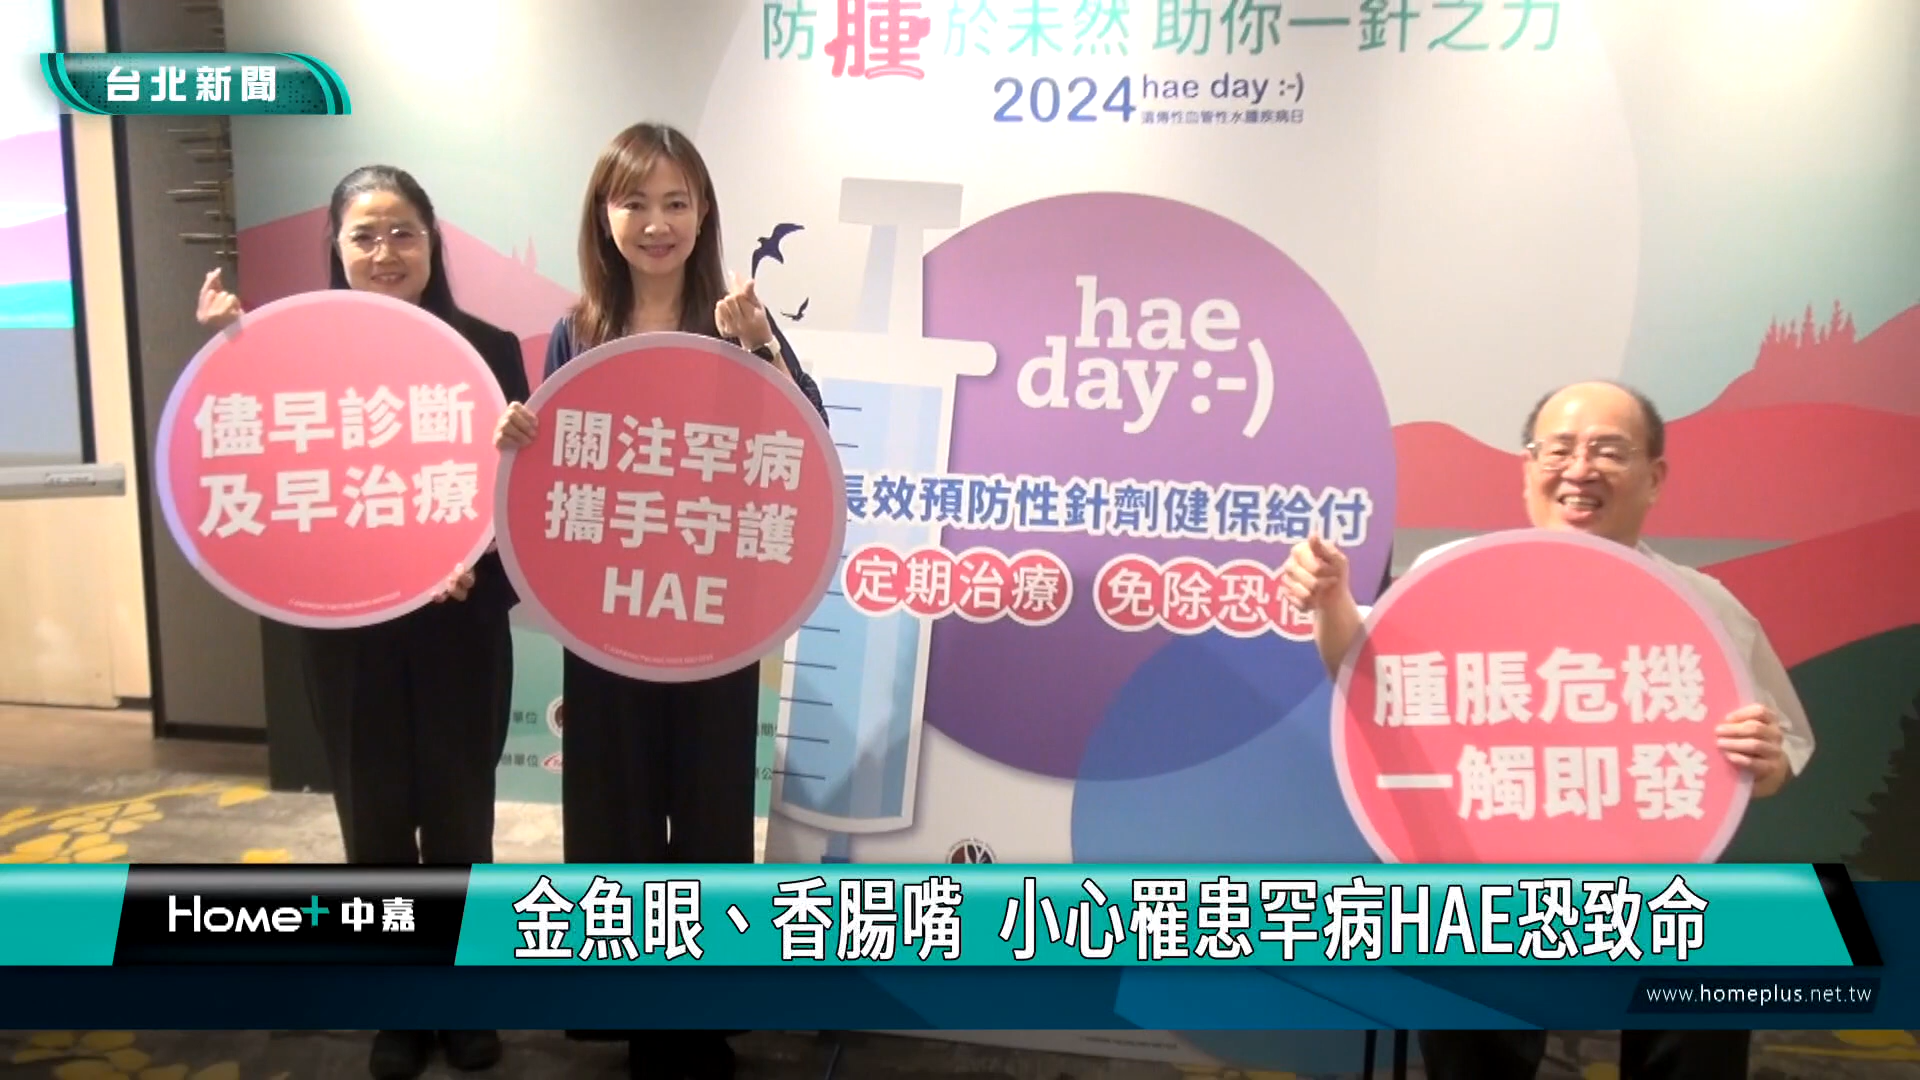 防腫於未然 助你一針之力
台北新聞
2024 hae day :-)
遺傳性血管性水腫疾病日
hae
day :-)
儘早診斷
及早治療
關注罕病
攜手守護
HAE
長效預防性針劑健保給付
定期治療 免除恐懼
腫脹危機
一觸即發
單位
單位
Home+中嘉
金魚眼、香腸嘴 小心罹患罕病HAE恐致命
www.homeplus.net.tw